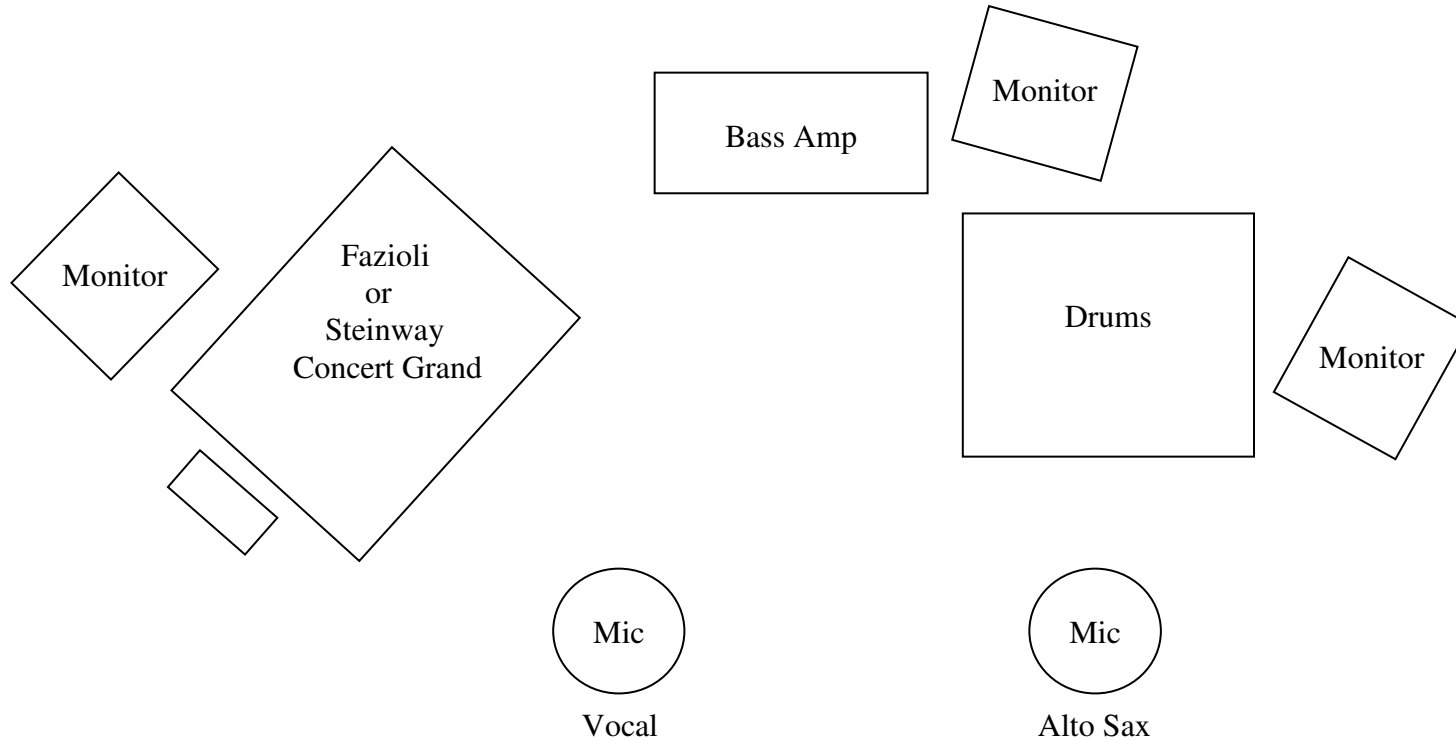 Monitor
Bass Amp
Monitor
Fazioli
or
Steinway
Concert Grand
Drums
Monitor
Mic
Mic
Vocal
Alto Sax